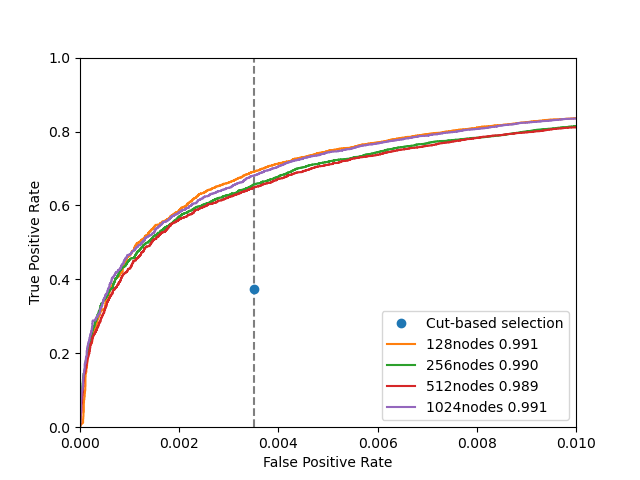 1.0
0.8
0.6
0.4
0.2
0.0
True Positive Rate
Cut-based selection
128nodes 0.991
256nodes 0.990
512nodes 0.989
1024nodes 0.991
0.000 0.002 0.004 0.006 0.008 0.010
False Positive Rate